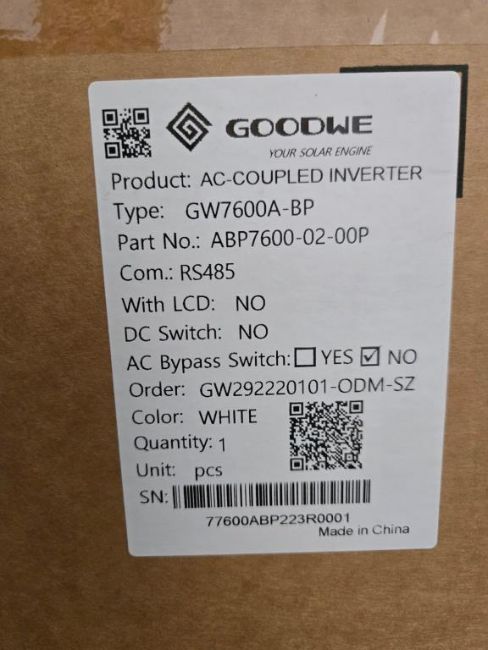 GOODWE
YOUR SOLAR ENGINE
Product: AC-COUPLED INVERTER
Type: GW7600A-BP
Part No.: ABP7600-02-00P
Com.: RS485
With LCD: NO
DC Switch: NO
AC Bypass Switch: ☐ YES ☑ NO
Order: GW292220101-ODM-SZ
Color: WHITE
Quantity: 1
Unit: pcs
SN:
77600ABP223R0001
Made in China